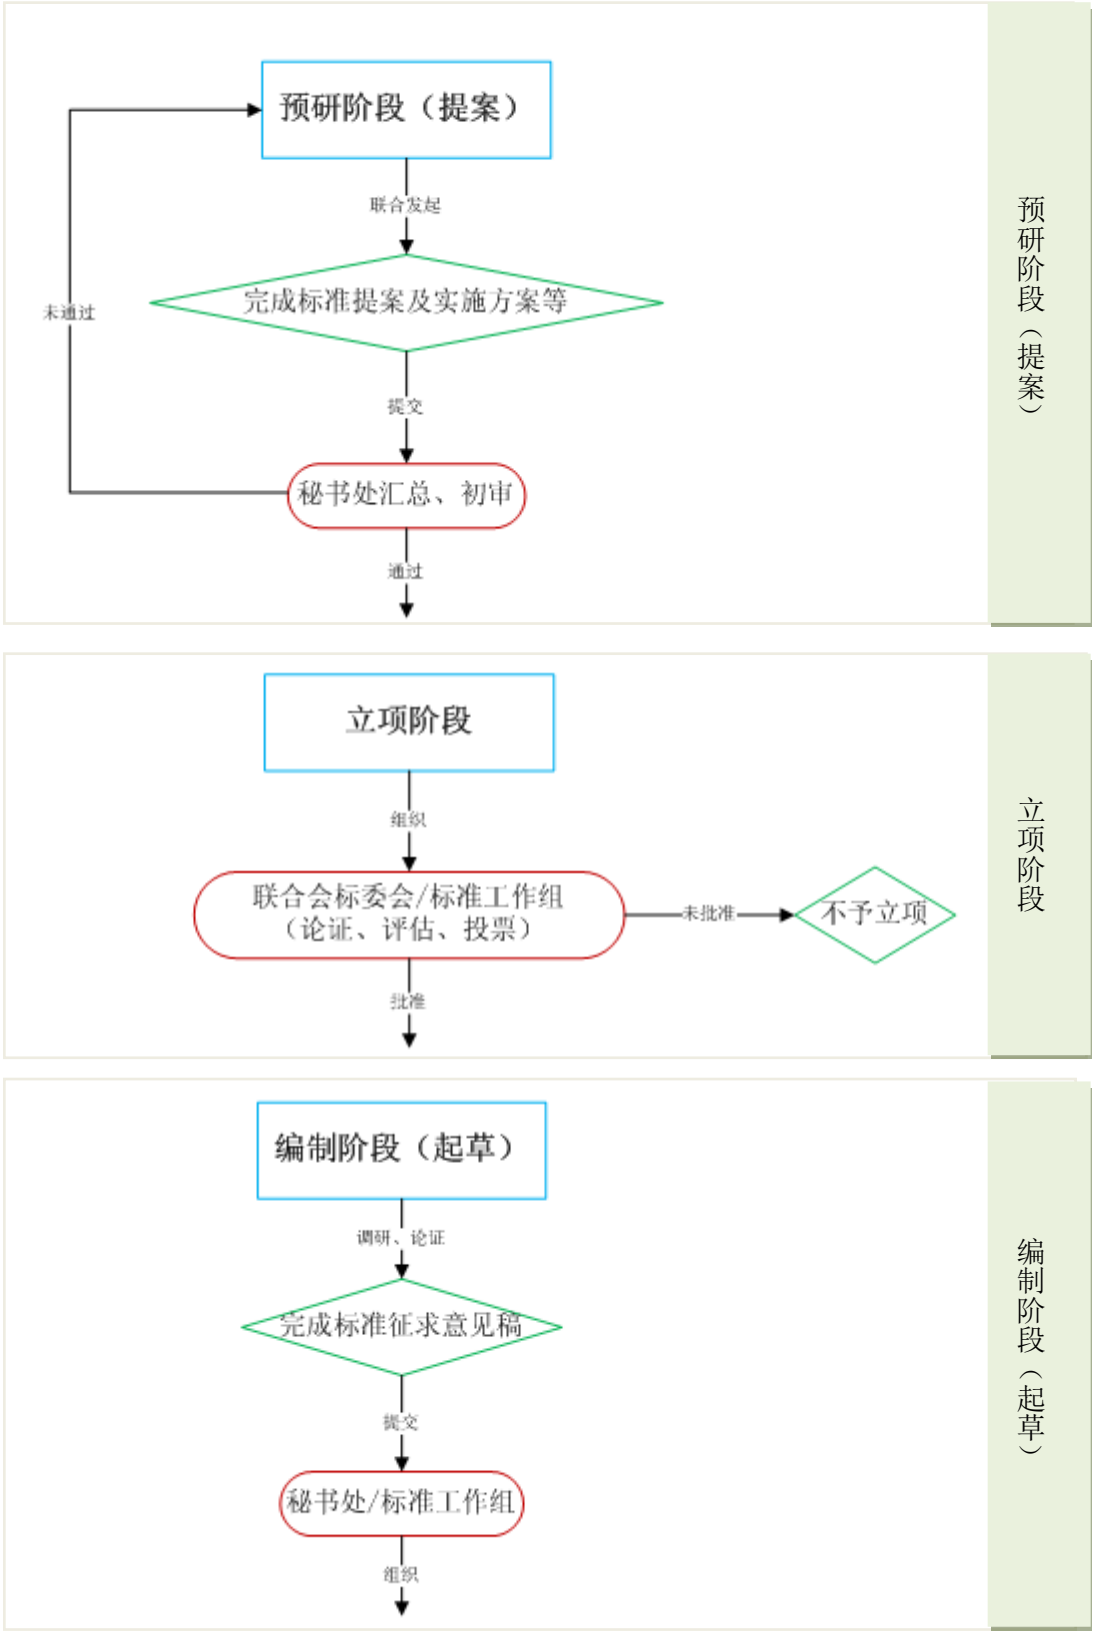 预研阶段（提案）
联合发起
完成标准提案及实施方案等
未通过
提交
秘书处汇总、初审
通过
预研阶段（提案）
立项阶段
组织
联合会标委会/标准工作组
（论证、评估、投票）
未批准
不予立项
批准
立项阶段
编制阶段（起草）
调研、论证
完成标准征求意见稿
提交
秘书处/标准工作组
组织
编制阶段（起草）